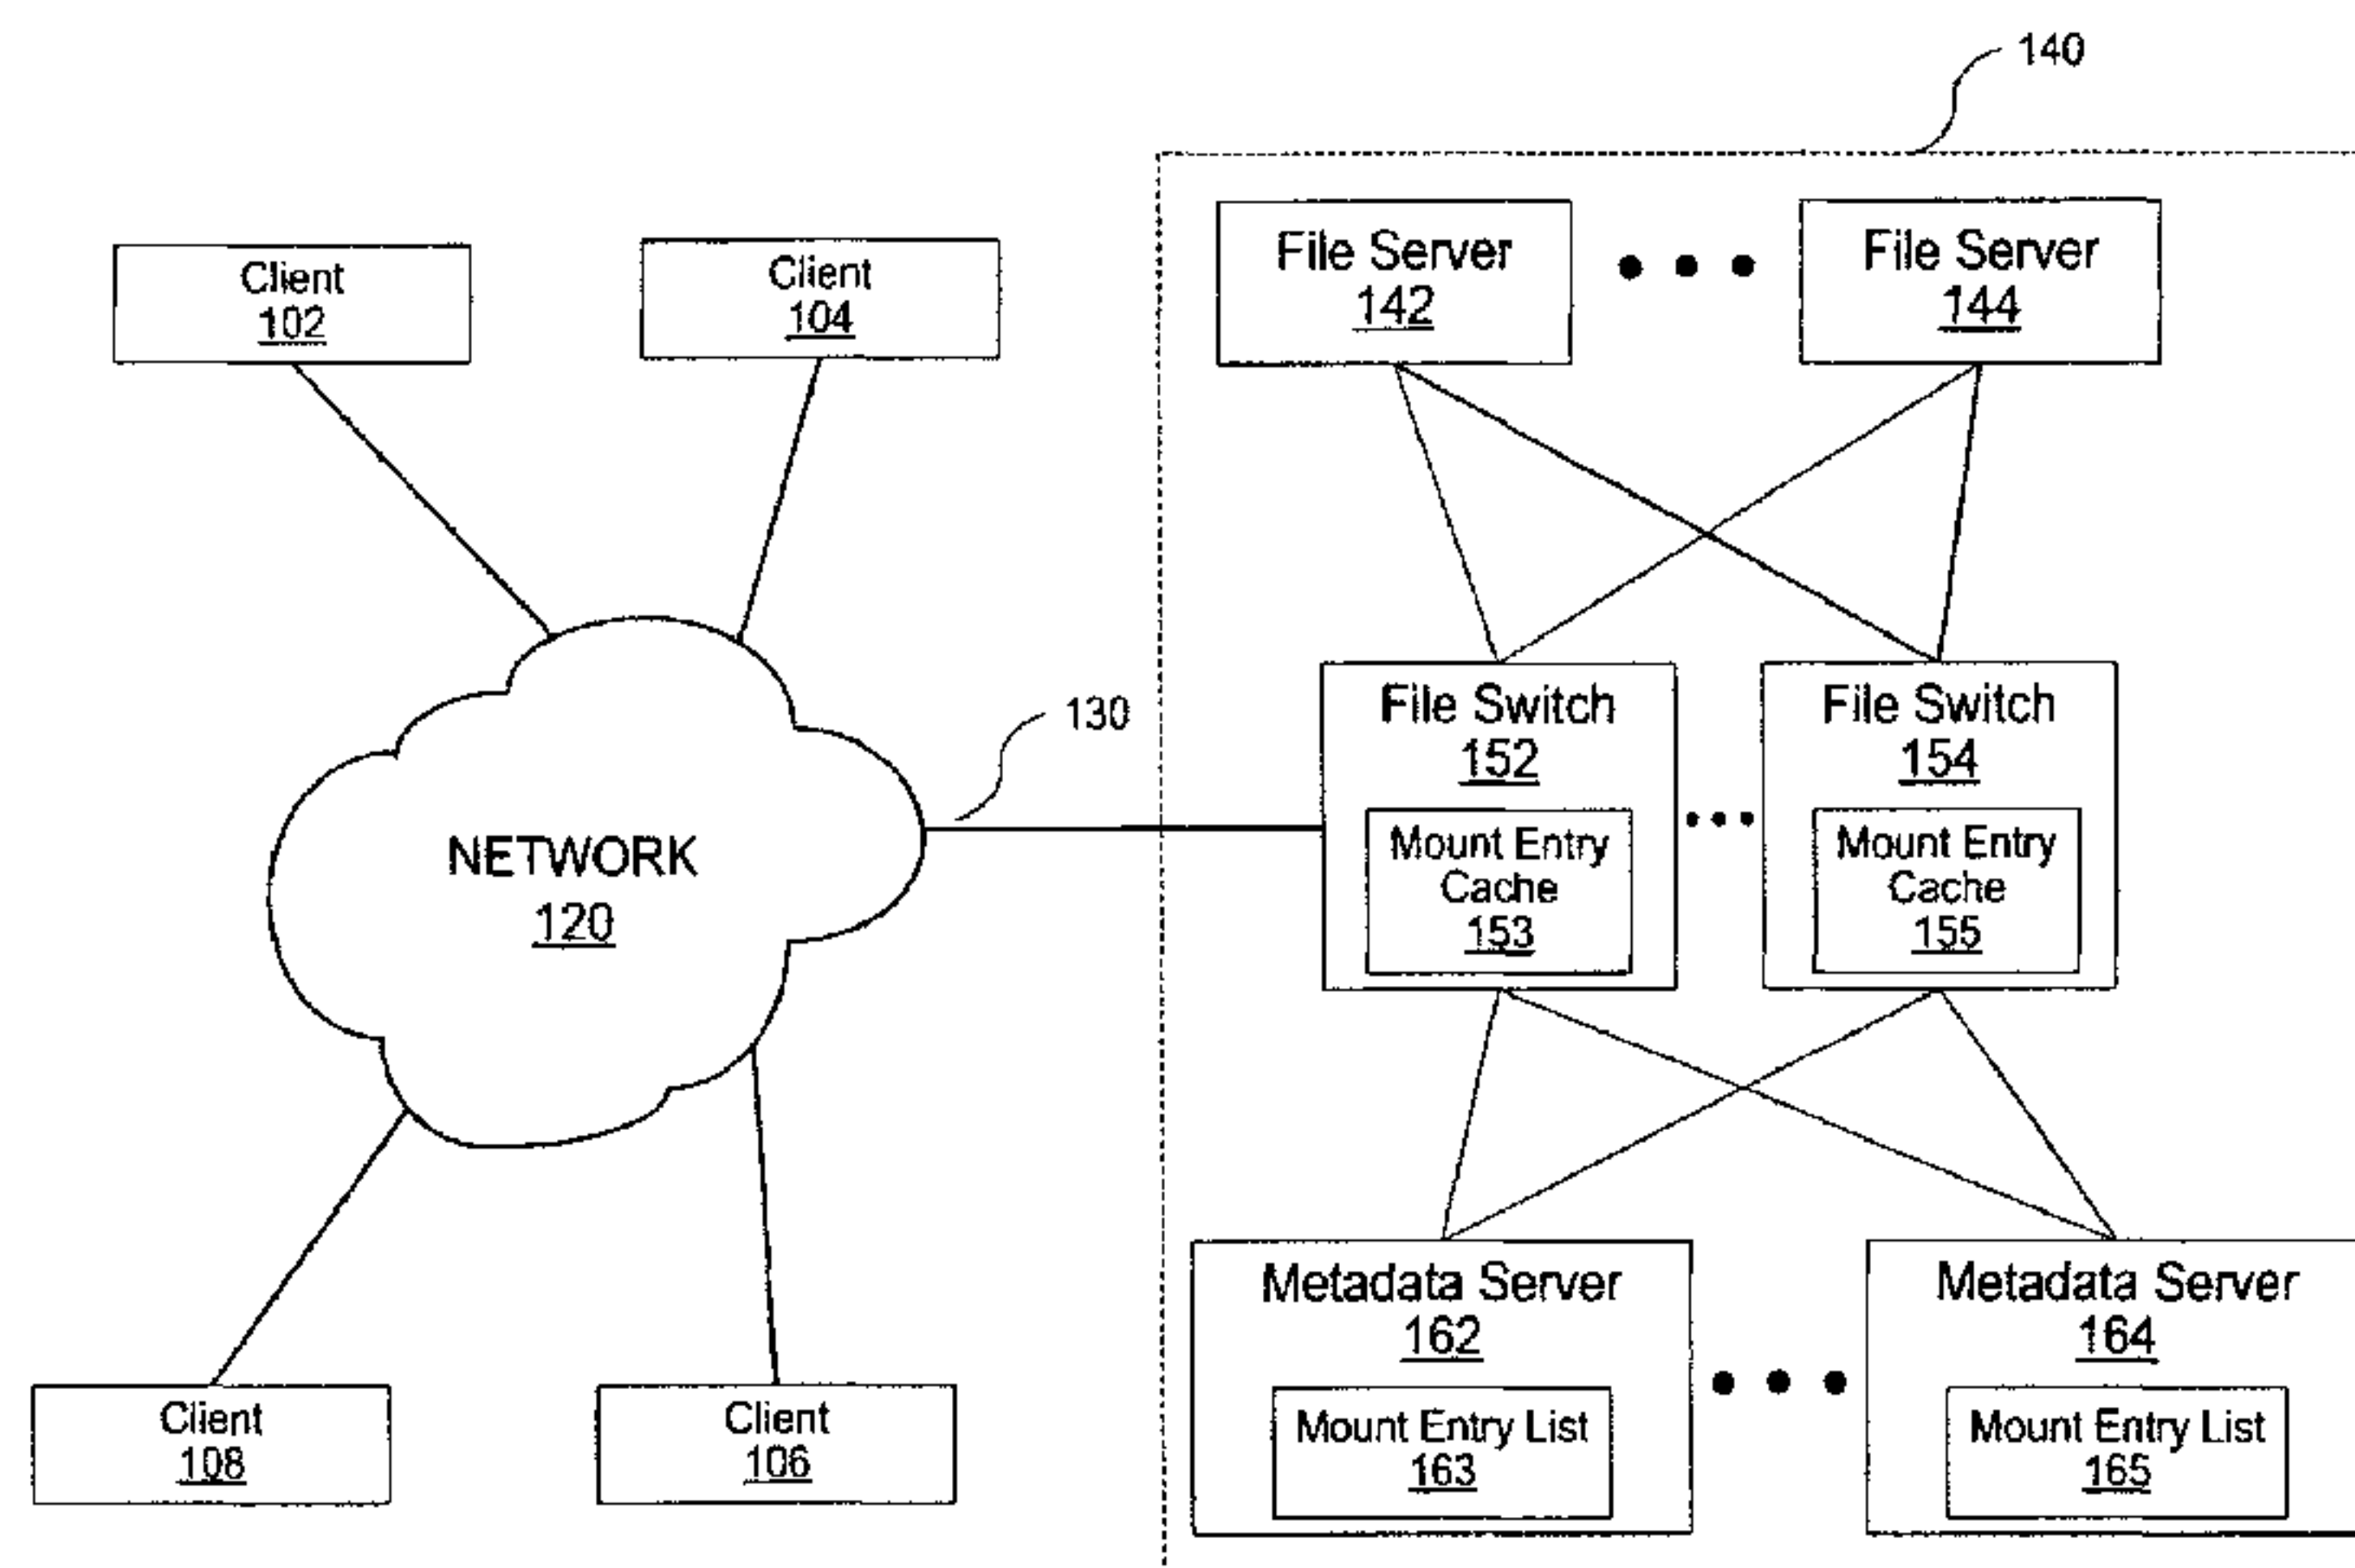 140
Client
102
Client
104
File Server
142
File Server
144
130
NETWORK
120
File Switch
152
Mount Entry
Cache
153
File Switch
154
Mount Entry
Cache
155
Metadata Server
162
Mount Entry List
163
Metadata Server
164
Mount Entry List
165
Client
108
Client
106